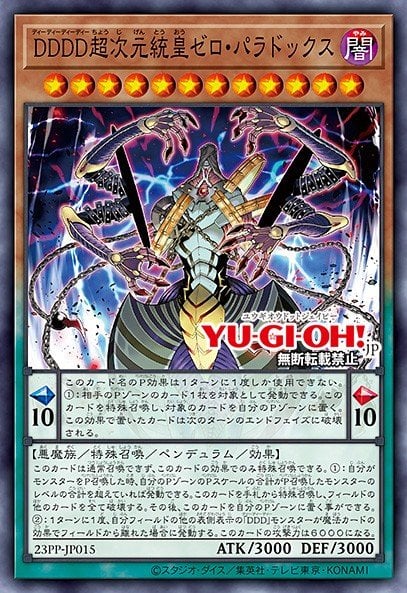 ディーディーディーディーちょうじげんとうおう
DDDD超次元統皇ゼロ・パラドックス
やみ
闇
ユウギオウドットジェイピー
YU-GI-OH!.jp
無断転載禁止
このカード名のP効果は1ターンに1度しか使用できない。
①：相手のPゾーンのカード1枚を対象として発動できる。このカ
ードを特殊召喚し、対象のカードを自分のPゾーンに置く。こ
の効果で置いたカードは次のターンのエンドフェイズに破壊
される。
10
10
【悪魔族／特殊召喚／ペンデュラム／効果】
このカードは通常召喚できず、このカードの効果でのみ特殊召喚できる。①：自分が
モンスターをP召喚した時、自分のPゾーンのPスケールの合計がP召喚したモンスターの
レベルの合計を超えていれば発動できる。このカードを手札から特殊召喚し、フィールド
の他のカードを全て破壊する。その後、このカードを自分のPゾーンに置く事ができる。
②：1ターンに1度、自分フィールドの他の表側表示の「DDD」モンスターが魔法カード
の効果でフィールドから離れた場合に発動する。このカードの攻撃力は6000になる。
23PP-JP015
ATK/3000 DEF/3000
©スタジオ・ダイス／集英社・テレビ東京・KONAMI